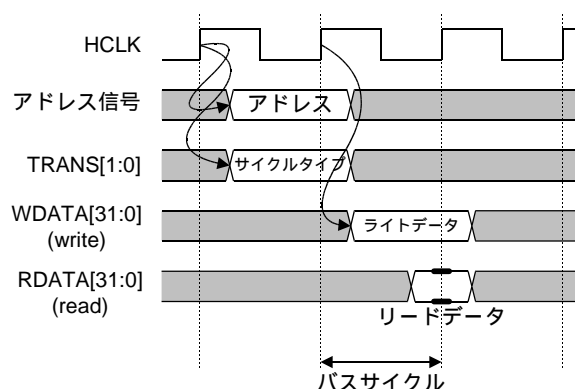 HCLK
アドレス信号
アドレス
TRANS[1:0]
サイクルタイプ
WDATA[31:0]
(write)
ライトデータ
RDATA[31:0]
(read)
リードデータ
バスサイクル